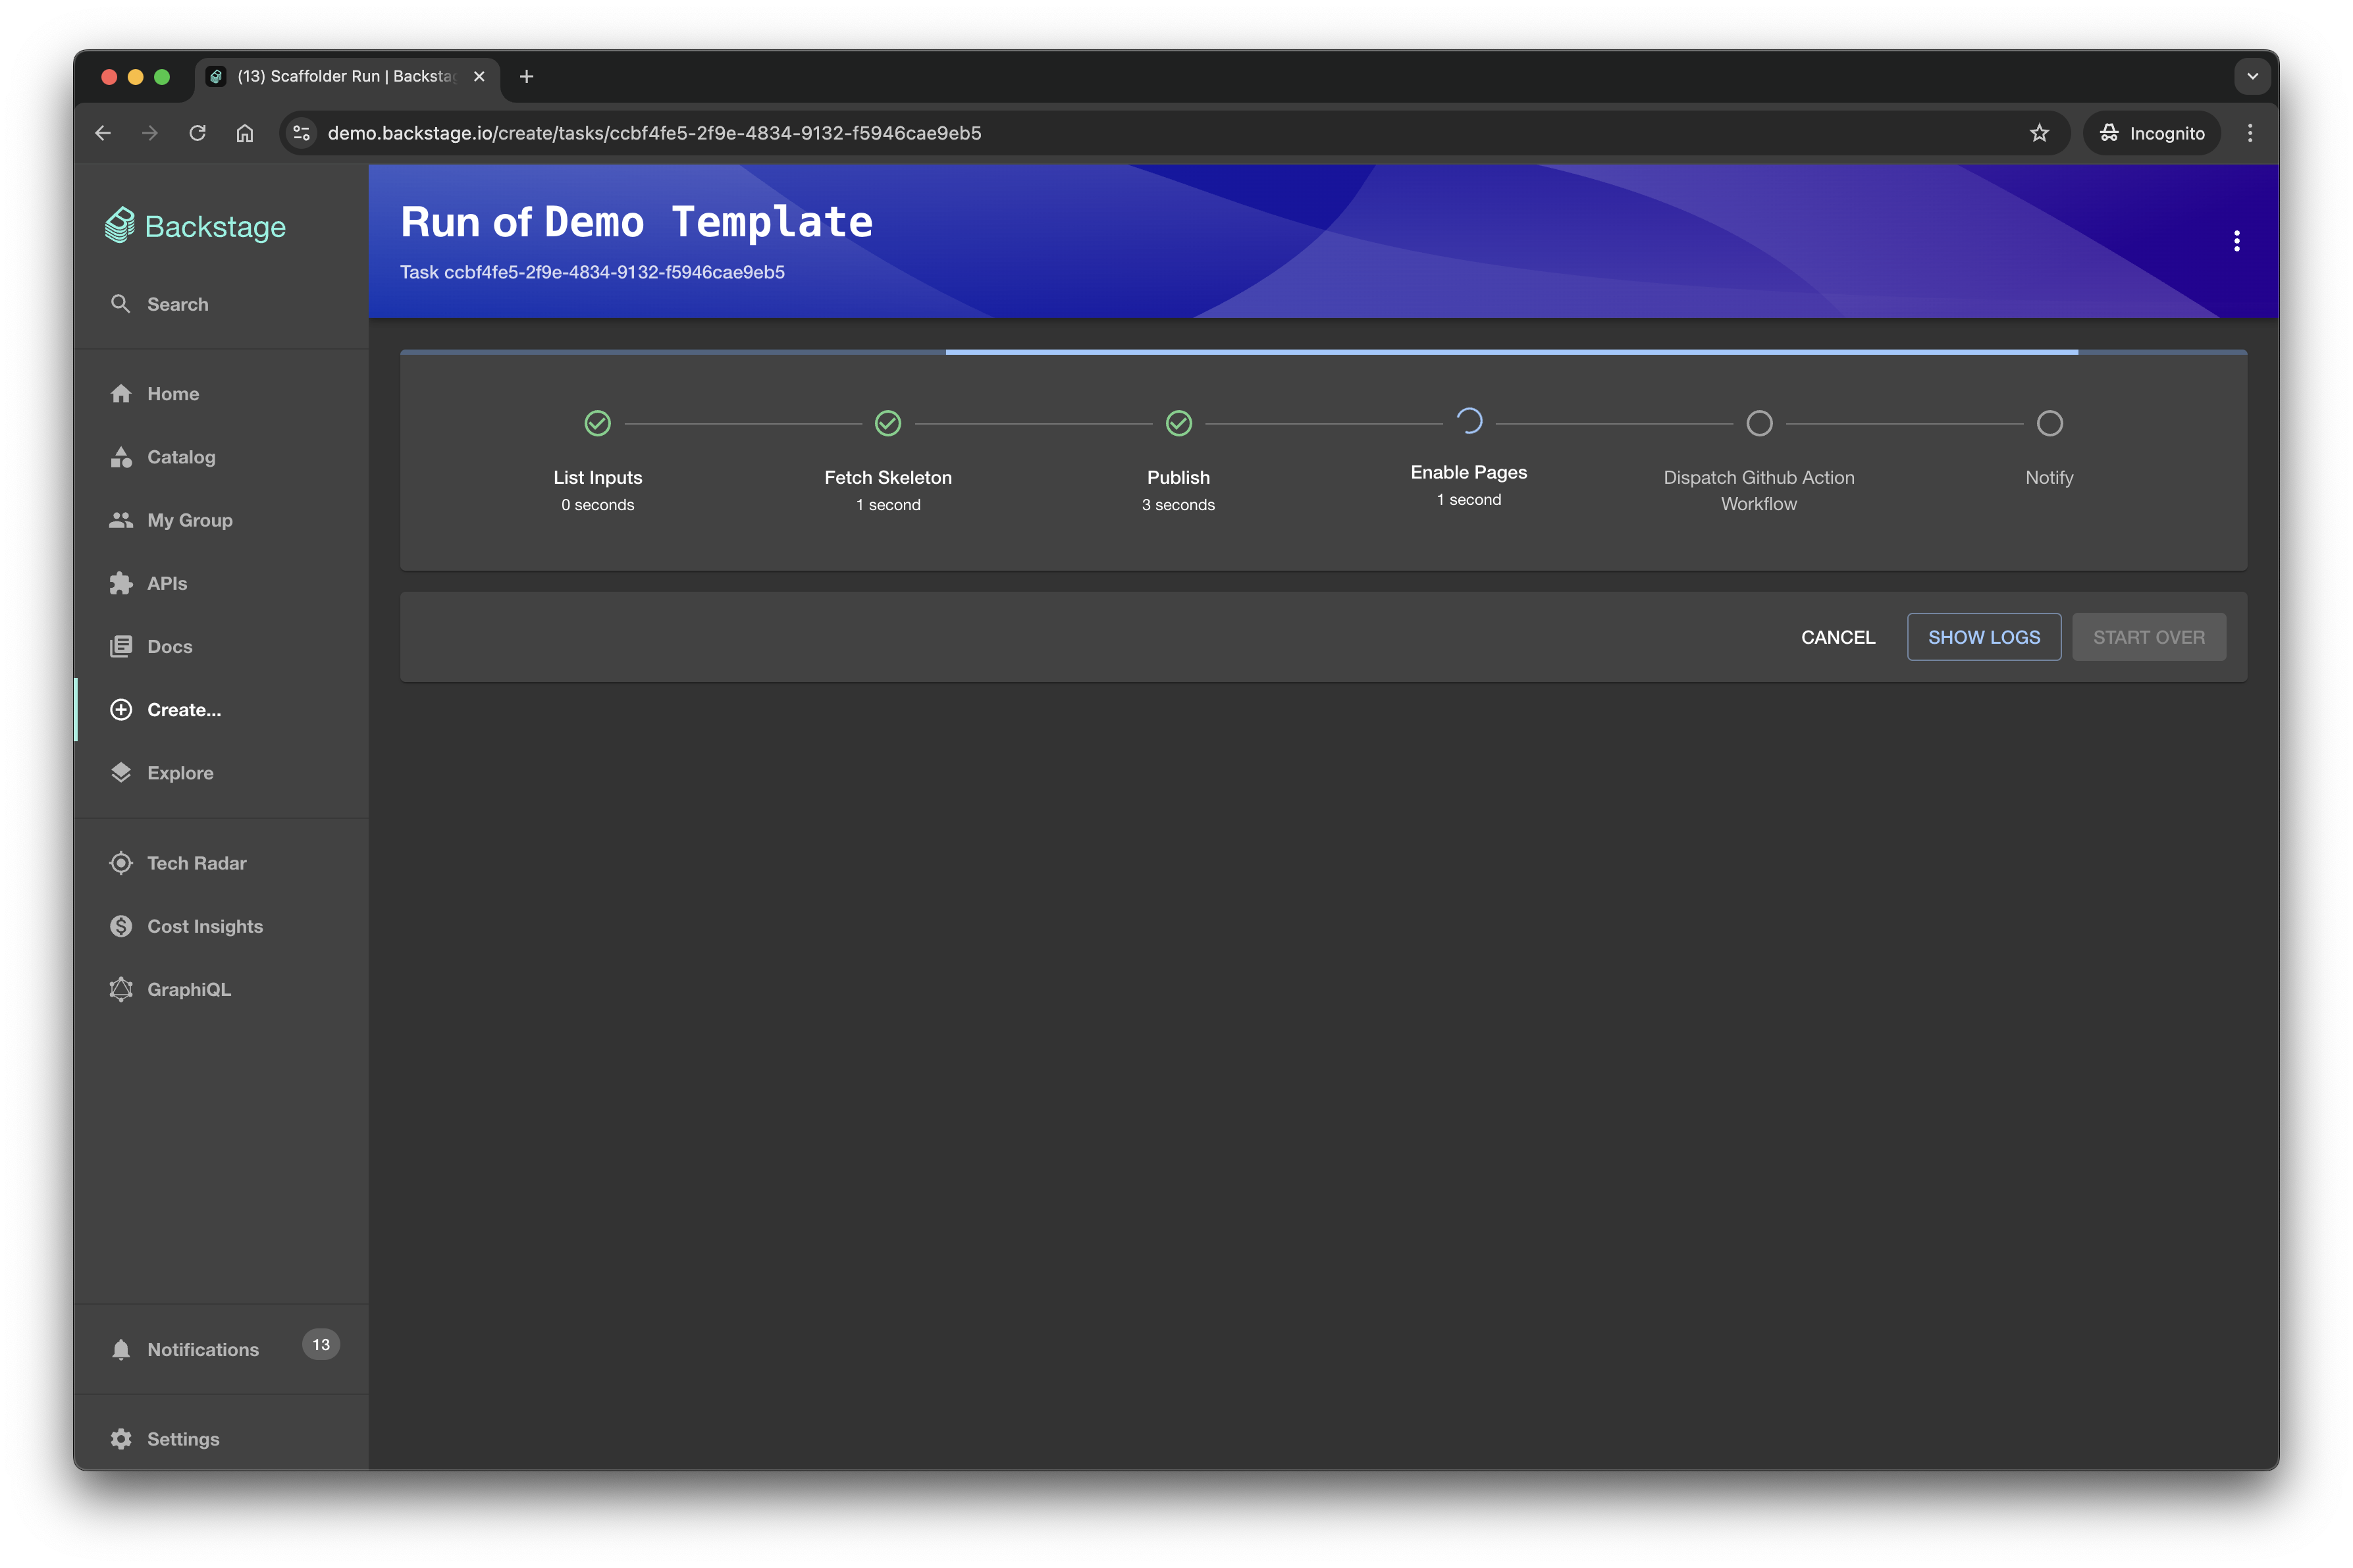 (13) Scaffolder Run | Backsta
demo.backstage.io/create/tasks/ccbf4fe5-2f9e-4834-9132-f5946cae9eb5
Incognito
Backstage
Search
Home
Catalog
My Group
APIs
Docs
Create...
Explore
Tech Radar
Cost Insights
GraphiQL
Notifications 13
Settings
Run of Demo Template
Task ccbf4fe5-2f9e-4834-9132-f5946cae9eb5
List Inputs
0 seconds
Fetch Skeleton
1 second
Publish
3 seconds
Enable Pages
1 second
Dispatch Github Action
Workflow
Notify
CANCEL
SHOW LOGS
START OVER